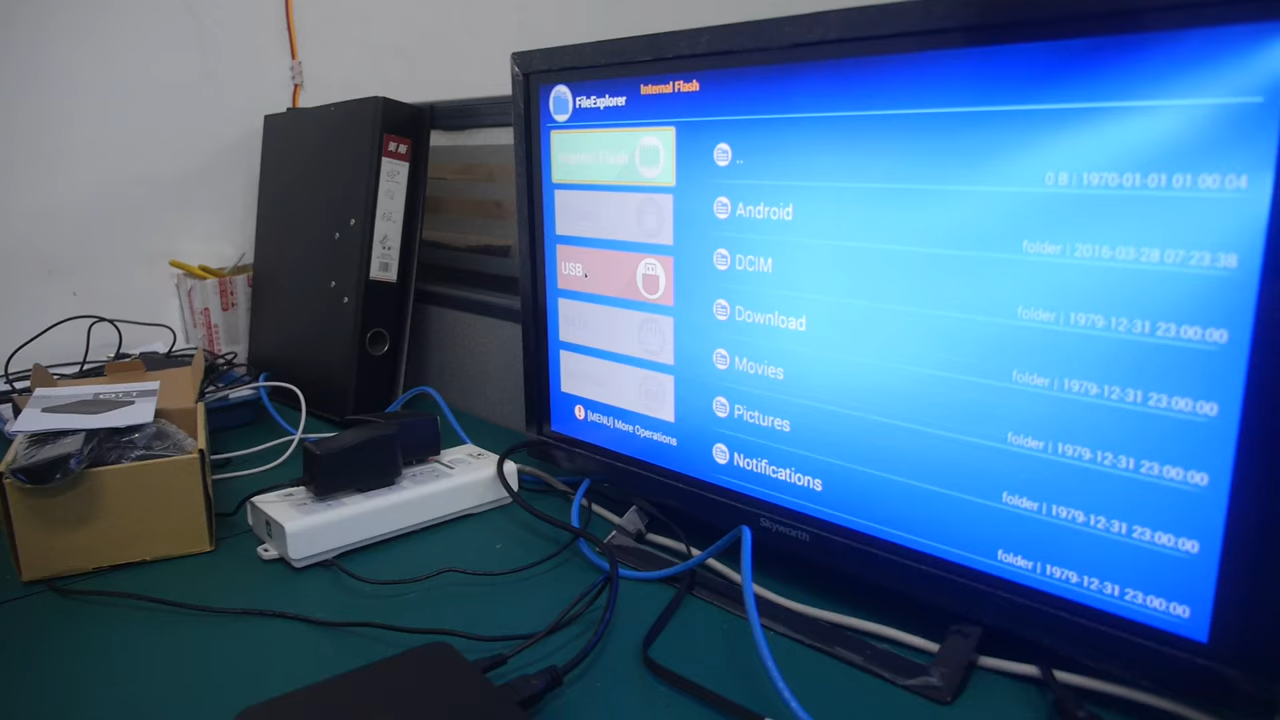 FileExplorer
Internal Flash
Internal Flash
USB
[MENU] More Operations
..
0 B | 1970-01-01 01:00:04
Android
folder | 2016-03-28 07:23:38
DCIM
folder | 1979-12-31 23:00:00
Download
folder | 1979-12-31 23:00:00
Movies
folder | 1979-12-31 23:00:00
Pictures
folder | 1979-12-31 23:00:00
Notifications
folder | 1979-12-31 23:00:00
Skyworth
OTT